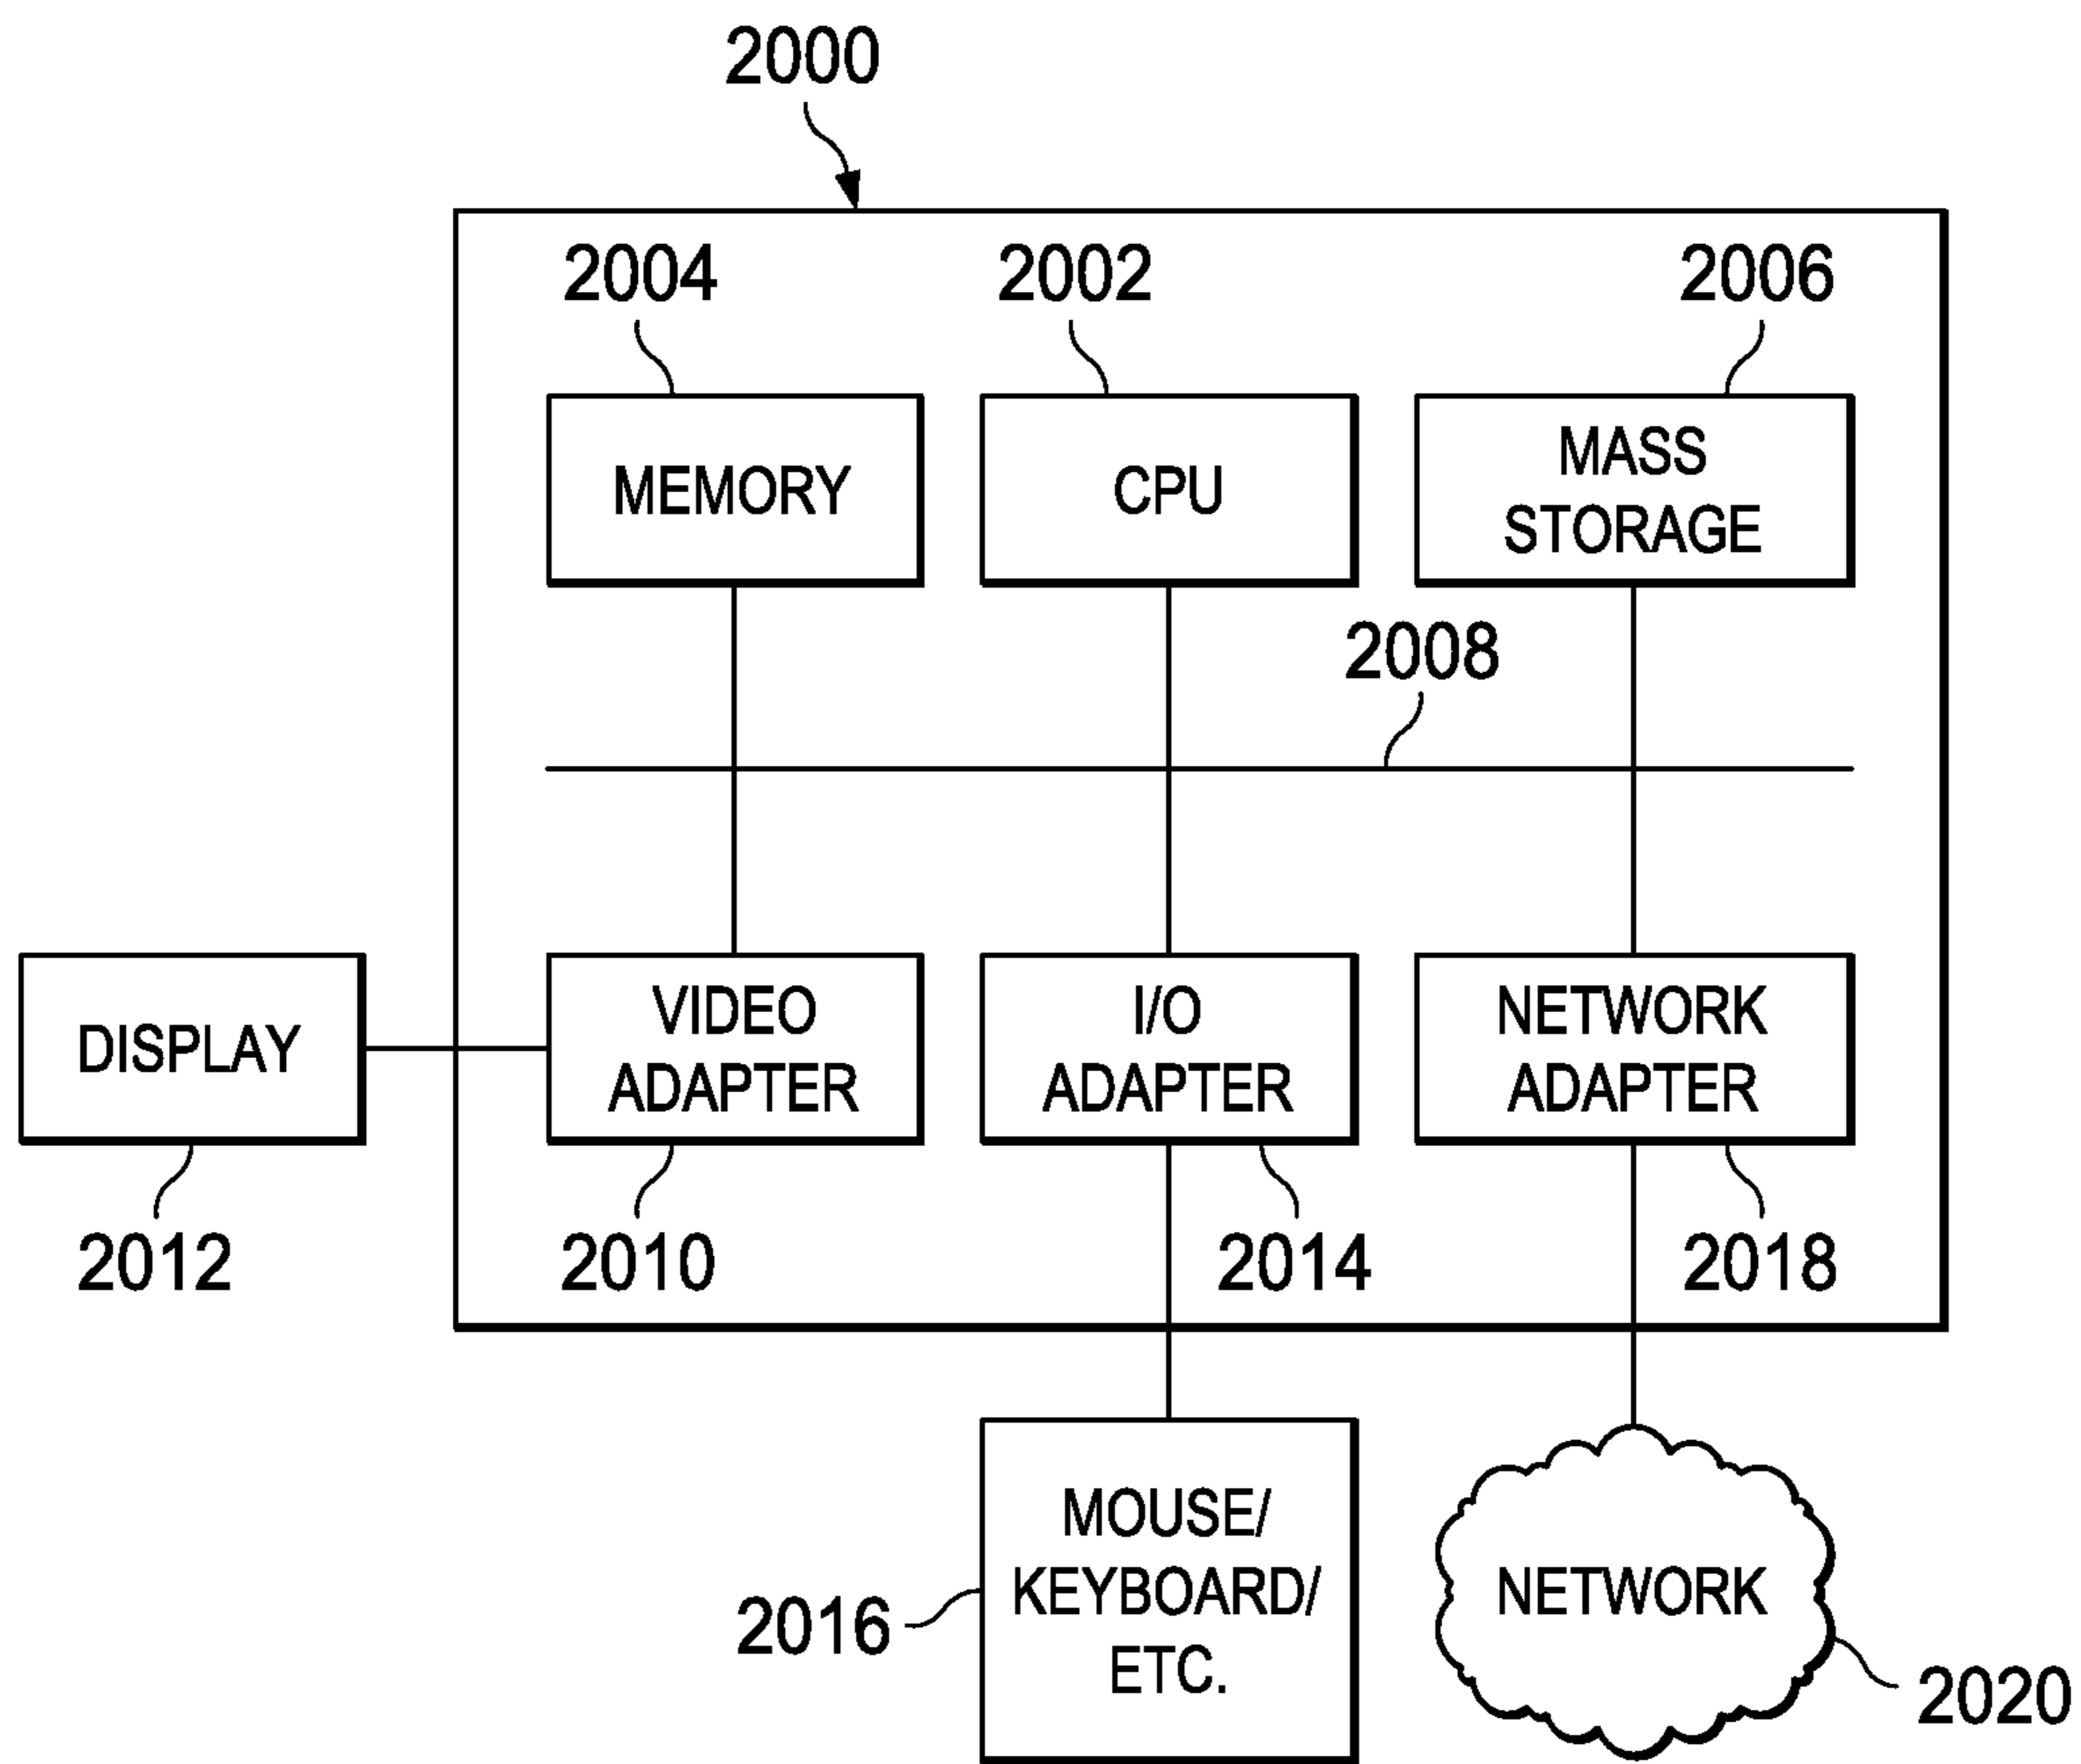 2000
2004
2002
2006
MEMORY
CPU
MASS
STORAGE
2008
DISPLAY
VIDEO
ADAPTER
I/O
ADAPTER
NETWORK
ADAPTER
2012
2010
2014
2018
MOUSE/
KEYBOARD/
ETC.
2016
NETWORK
2020